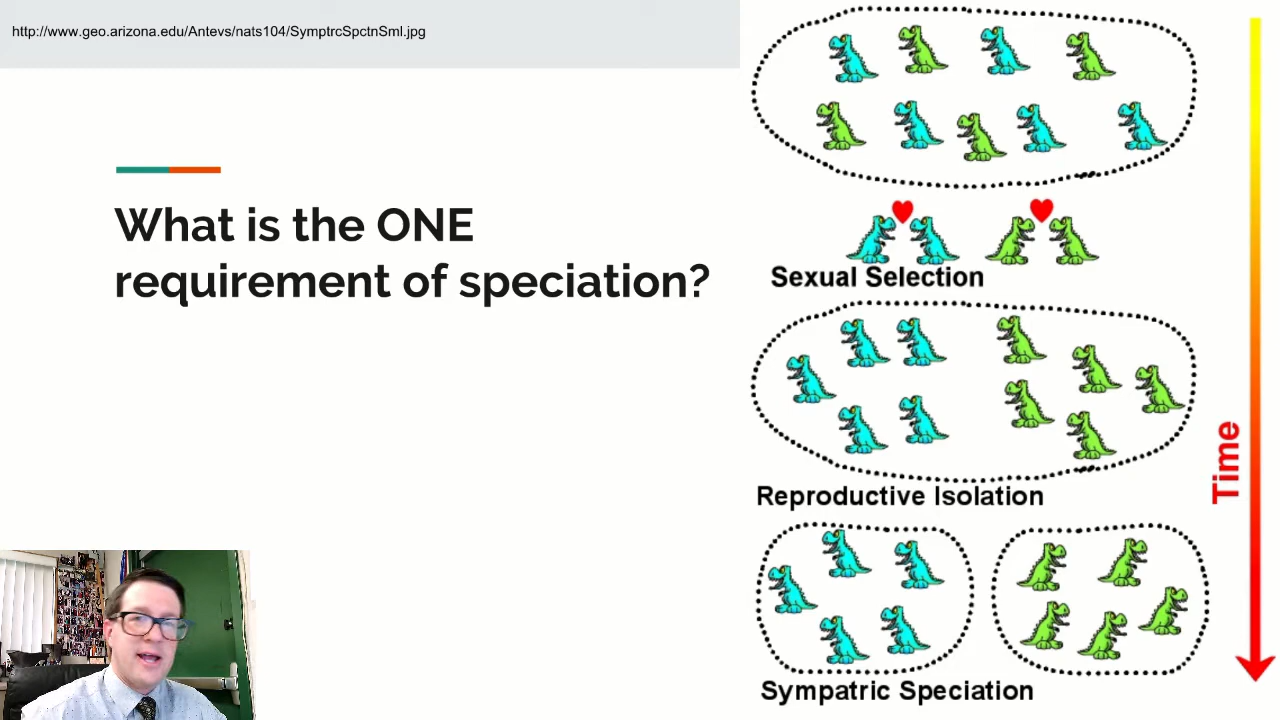 http://www.geo.arizona.edu/Antevs/nats104/SymptrcSpctnSml.jpg
What is the ONE
requirement of speciation?
Sexual Selection
Reproductive Isolation
Sympatric Speciation
Time